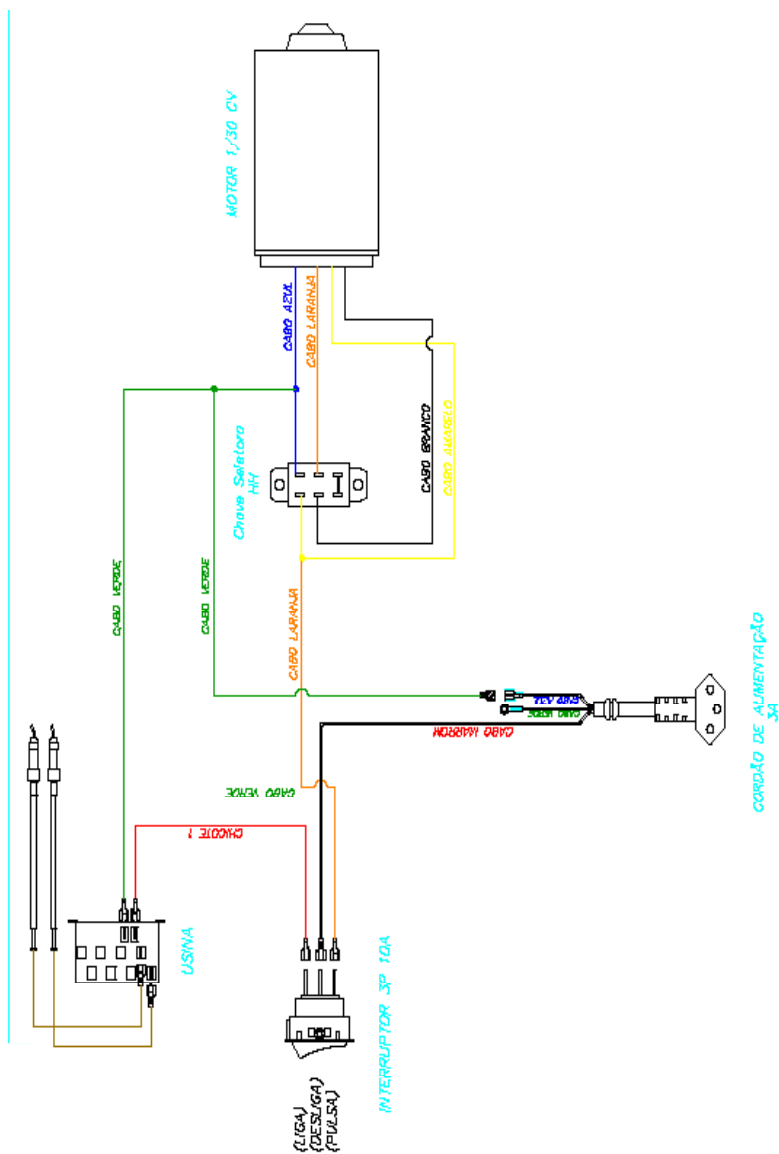 MOTOR 1/30 CV
CABO AZUL
CABO LARANJA
Chave Seletora
HH
CABO BRANCO
CABO AMARELO
CABO VERDE
CABO VERDE
CABO LARANJA
CABO AZUL
CABO VERDE
CABO MARROM
CORDÃO DE ALIMENTAÇÃO
3A
CABO VERDE
CHICOTE 1
USINA
INTERRUPTOR 3P 10A
(LIGA)
(DESLIGA)
(PULSA)